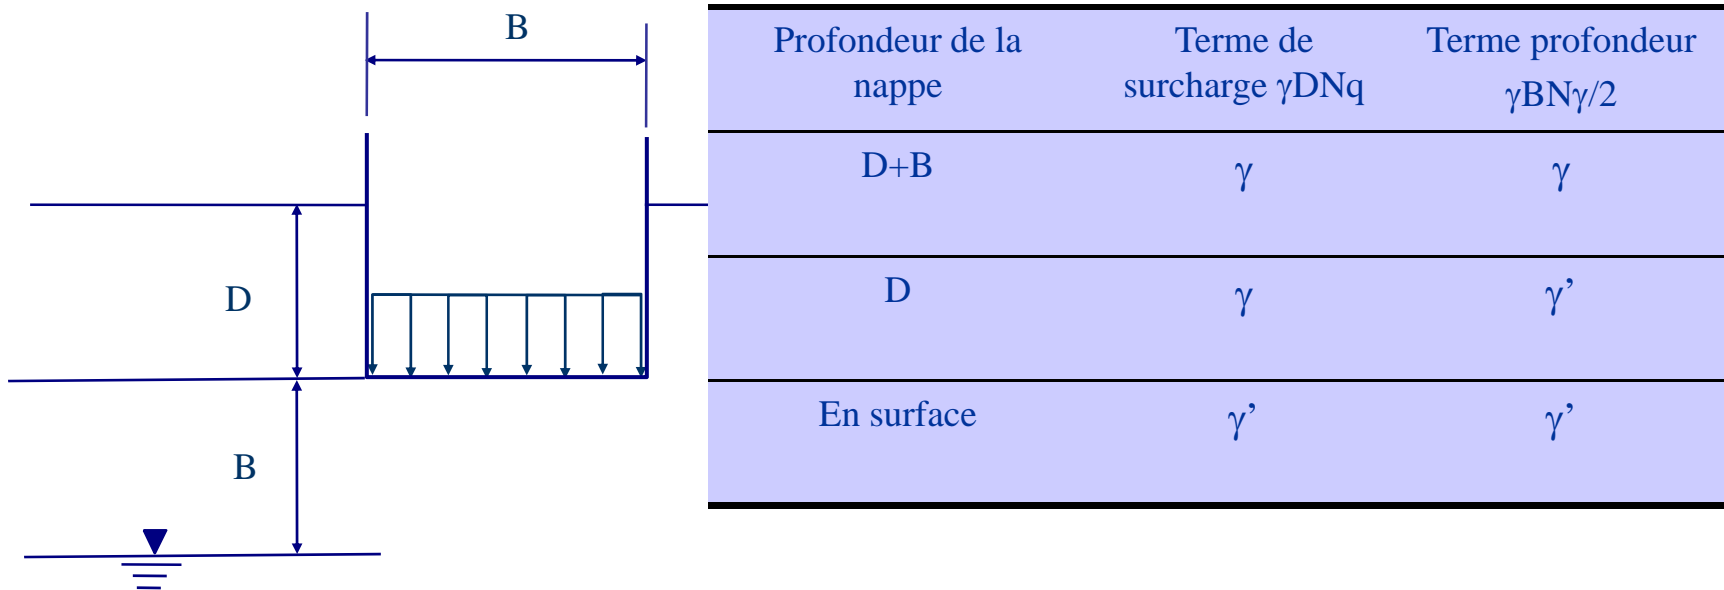 B
D
B
Profondeur de la nappe
Terme de surcharge γDNq
Terme profondeur γBNγ/2
D+B
γ
γ
D
γ
γ’
En surface
γ’
γ’